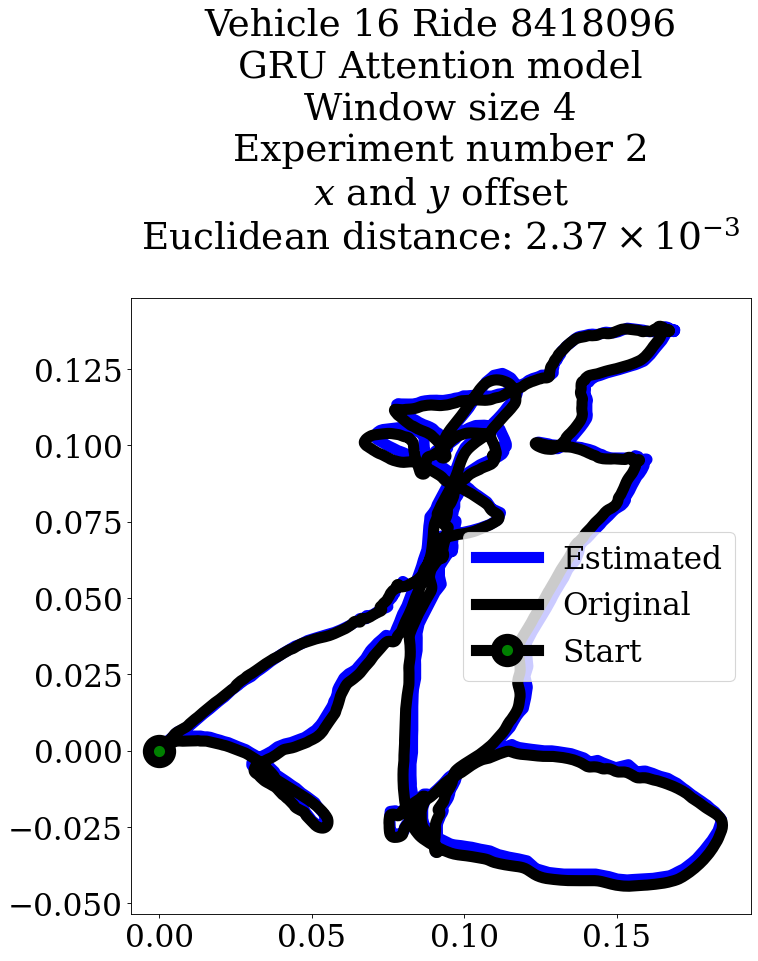 Vehicle 16 Ride 8418096
GRU Attention model
Window size 4
Experiment number 2
x and y offset
Euclidean distance: 2.37 × 10⁻³
0.125
0.100
0.075
0.050
0.025
0.000
−0.025
−0.050
Estimated
Original
Start
0.00 0.05 0.10 0.15